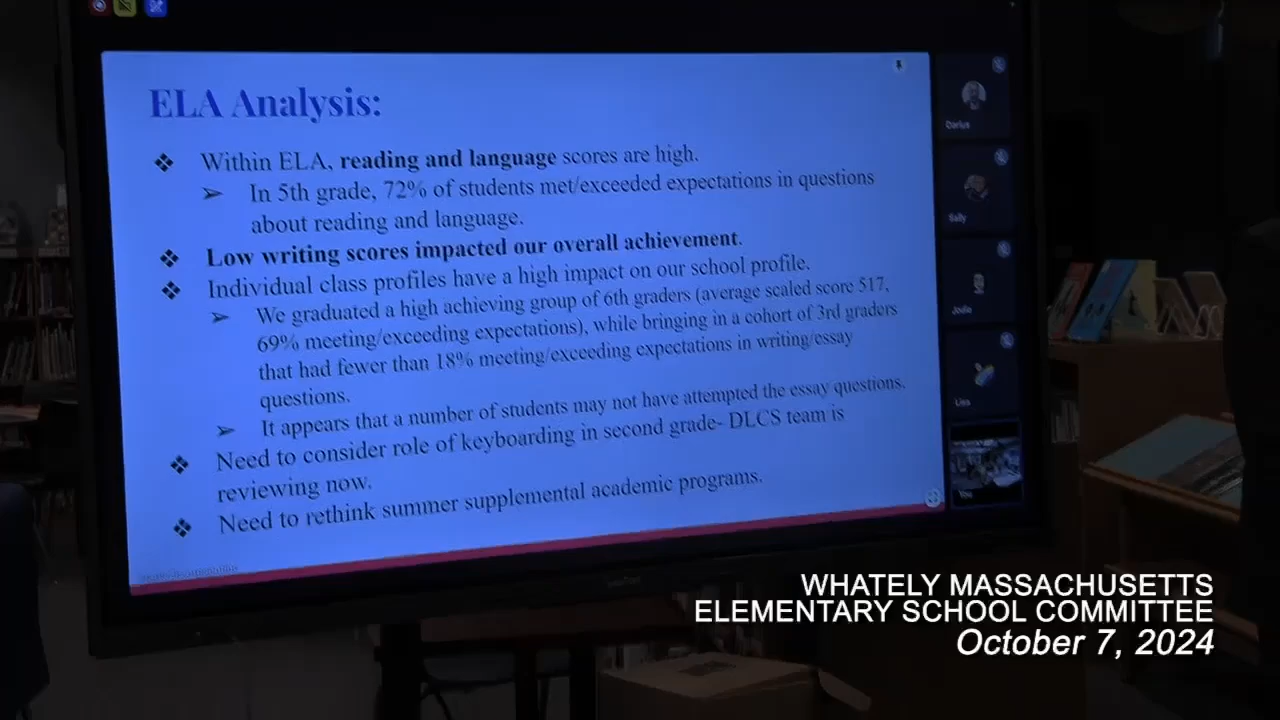 ELA Analysis:
❖ Within ELA, reading and language scores are high.
➢ In 5th grade, 72% of students met/exceeded expectations in questions
about reading and language.
❖ Low writing scores impacted our overall achievement.
❖ Individual class profiles have a high impact on our school profile.
➢ We graduated a high achieving group of 6th graders (average scaled score 517,
69% meeting/exceeding expectations), while bringing in a cohort of 3rd graders
that had fewer than 18% meeting/exceeding expectations in writing/essay
questions.
➢ It appears that a number of students may not have attempted the essay questions.
❖ Need to consider role of keyboarding in second grade- DLCS team is
reviewing now.
❖ Need to rethink summer supplemental academic programs.
Darius
Sally
Jodie
Lisa
You
WHATELY MASSACHUSETTS
ELEMENTARY SCHOOL COMMITTEE
October 7, 2024